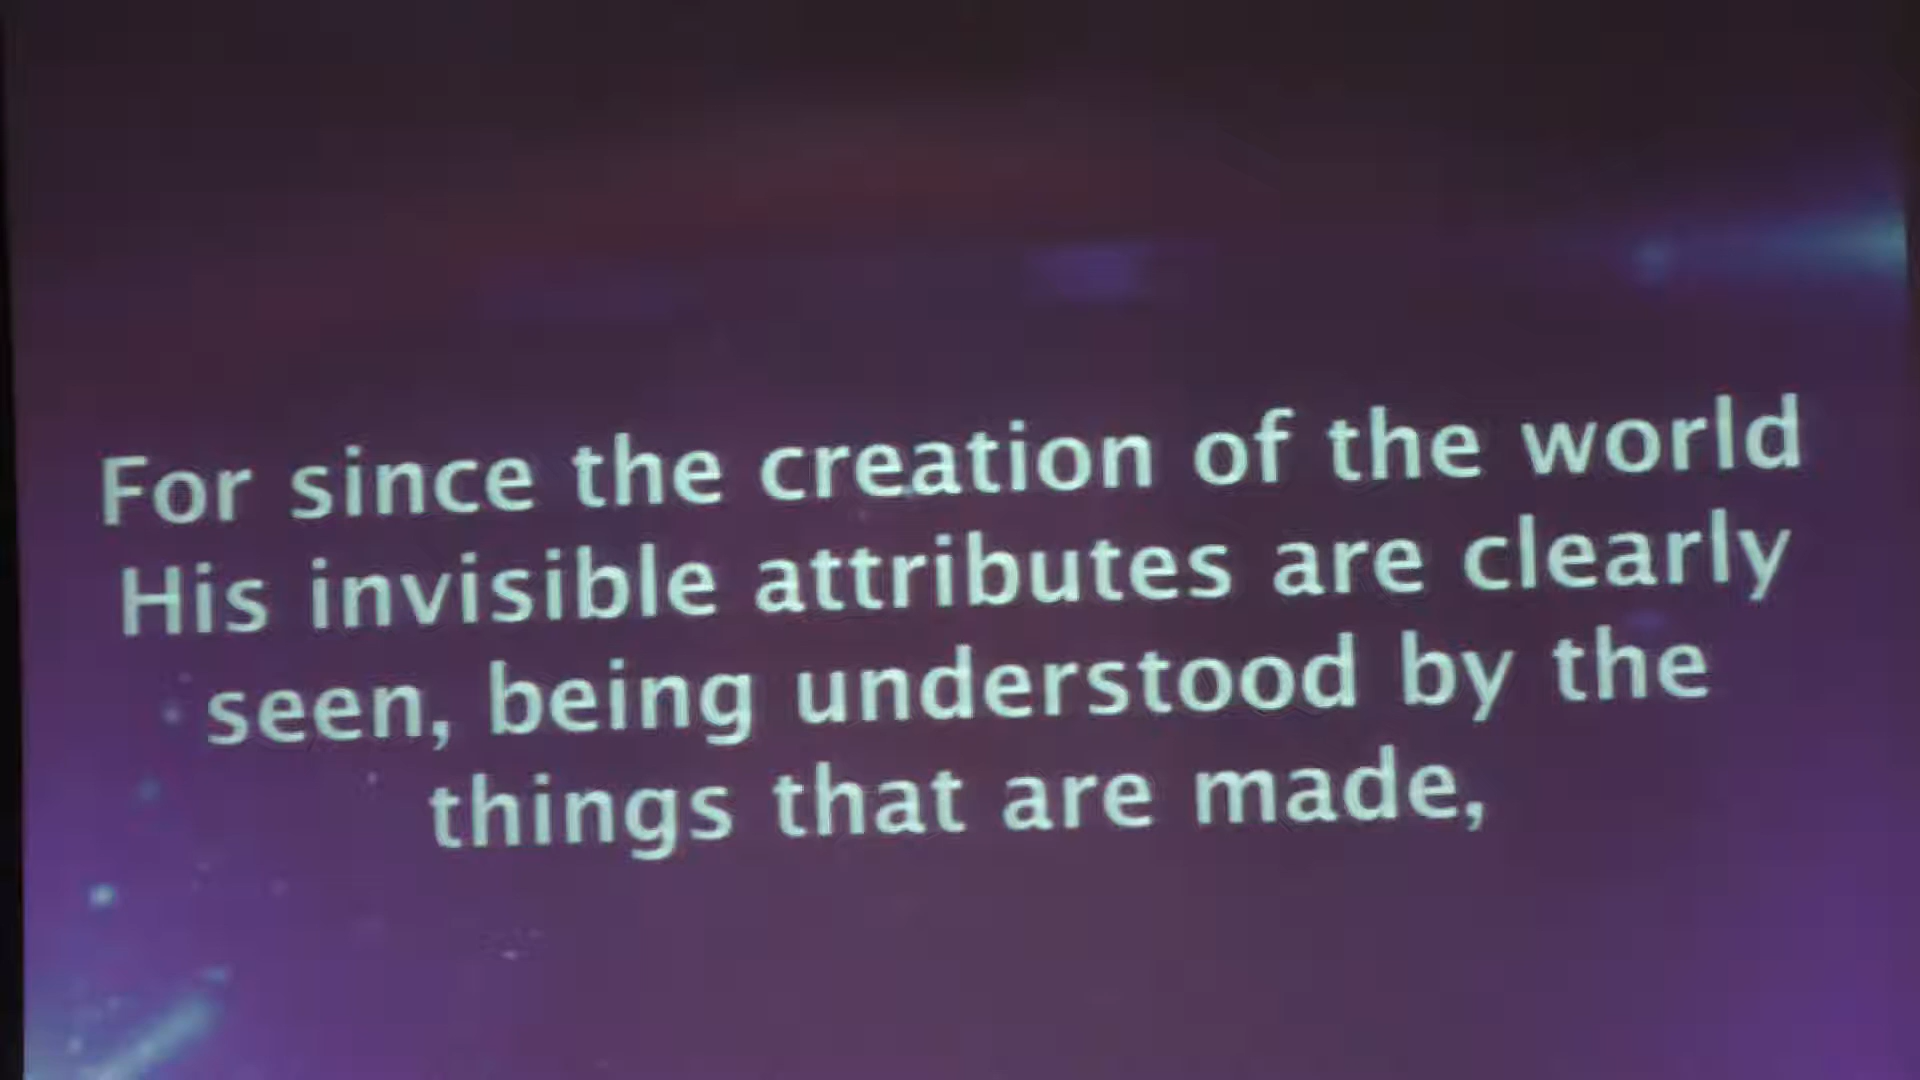 For since the creation of the world
His invisible attributes are clearly
seen, being understood by the
things that are made,